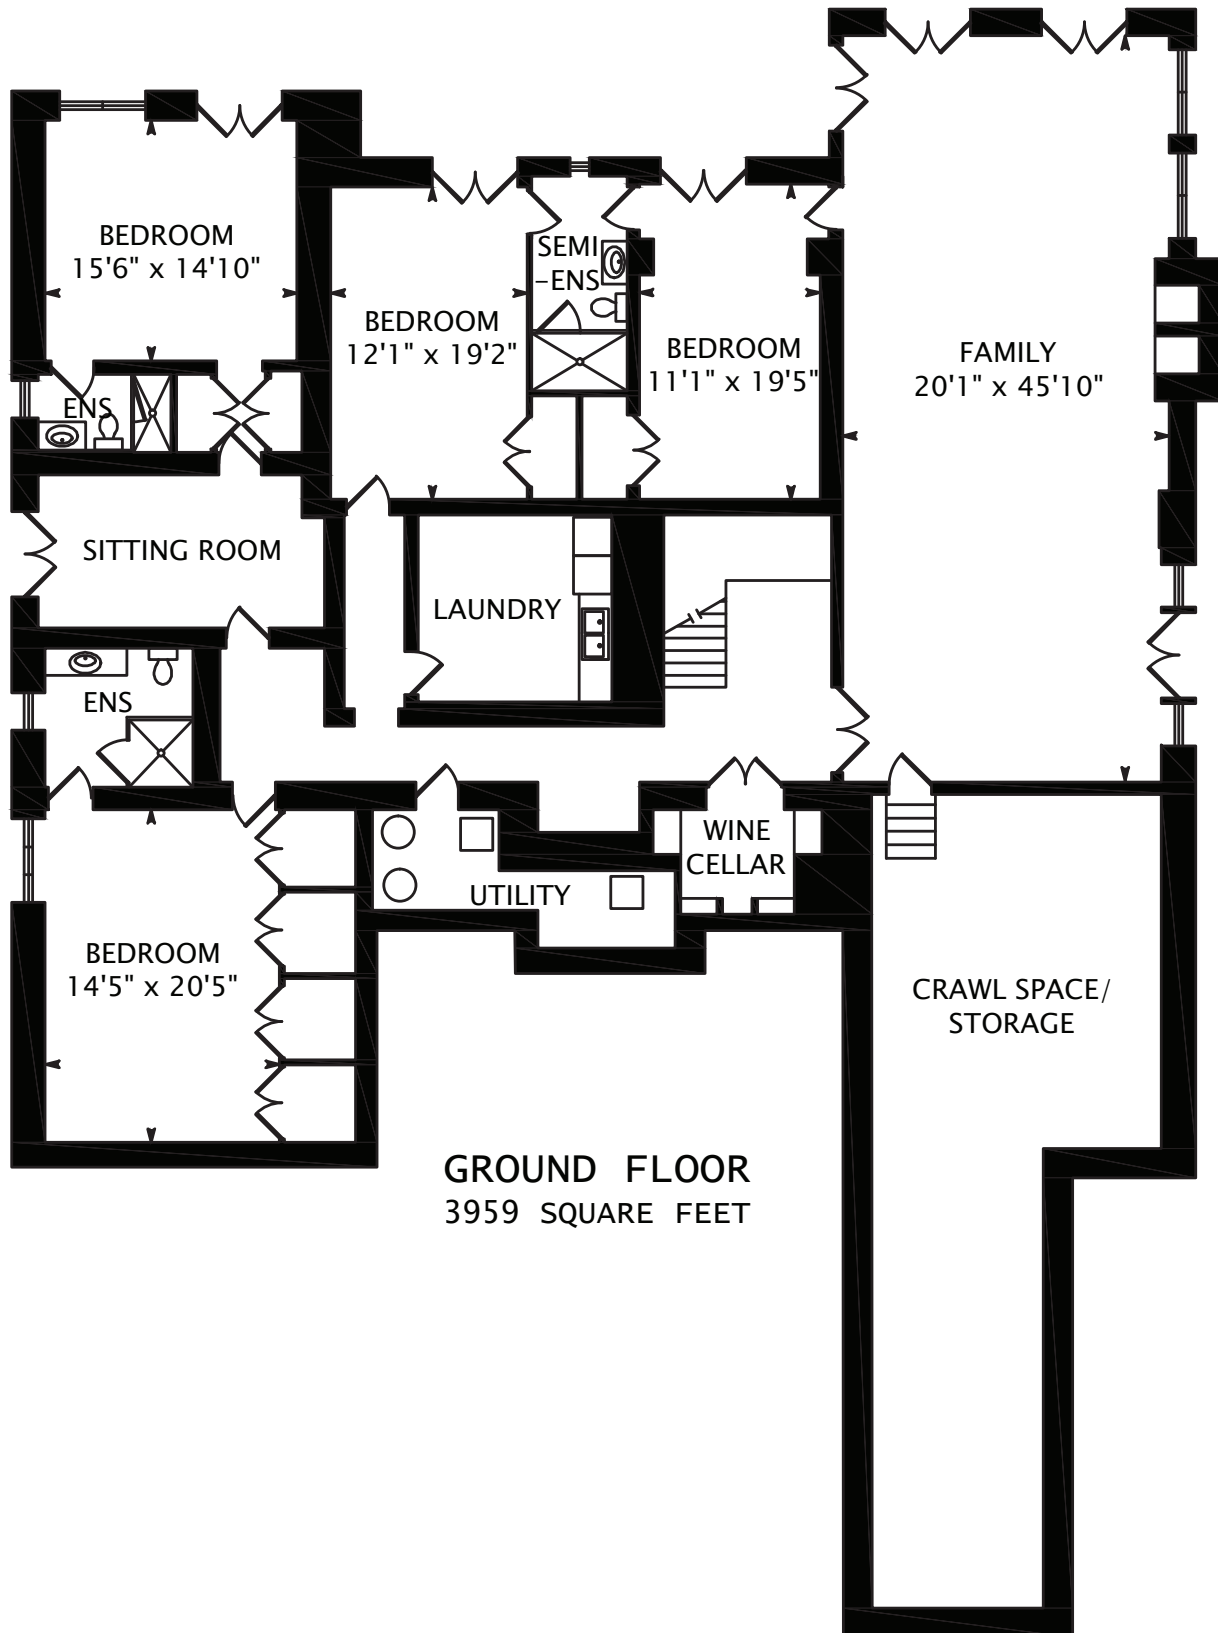 BEDROOM
15'6" x 14'10"
BEDROOM
12'1" x 19'2"
SEMI
-ENS
BEDROOM
11'1" x 19'5"
FAMILY
20'1" x 45'10"
ENS
SITTING ROOM
LAUNDRY
ENS
WINE
CELLAR
UTILITY
BEDROOM
14'5" x 20'5"
CRAWL SPACE/
STORAGE
GROUND FLOOR
3959 SQUARE FEET